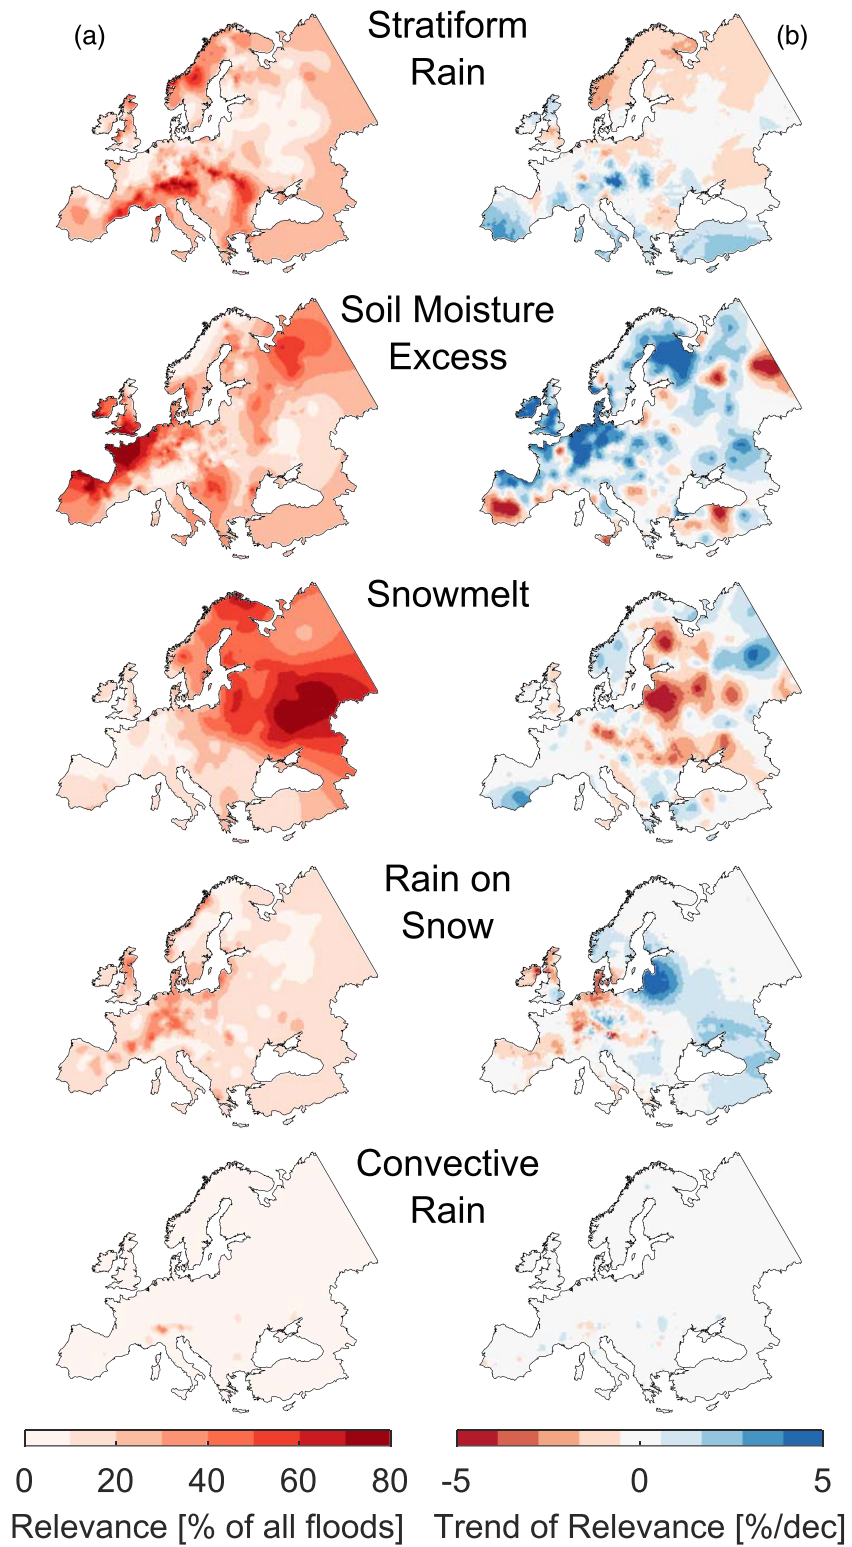 (a)
Stratiform
Rain
(b)
Soil Moisture
Excess
Snowmelt
Rain on
Snow
Convective
Rain
0 20 40 60 80
Relevance [% of all floods]
-5 0 5
Trend of Relevance [%/dec]